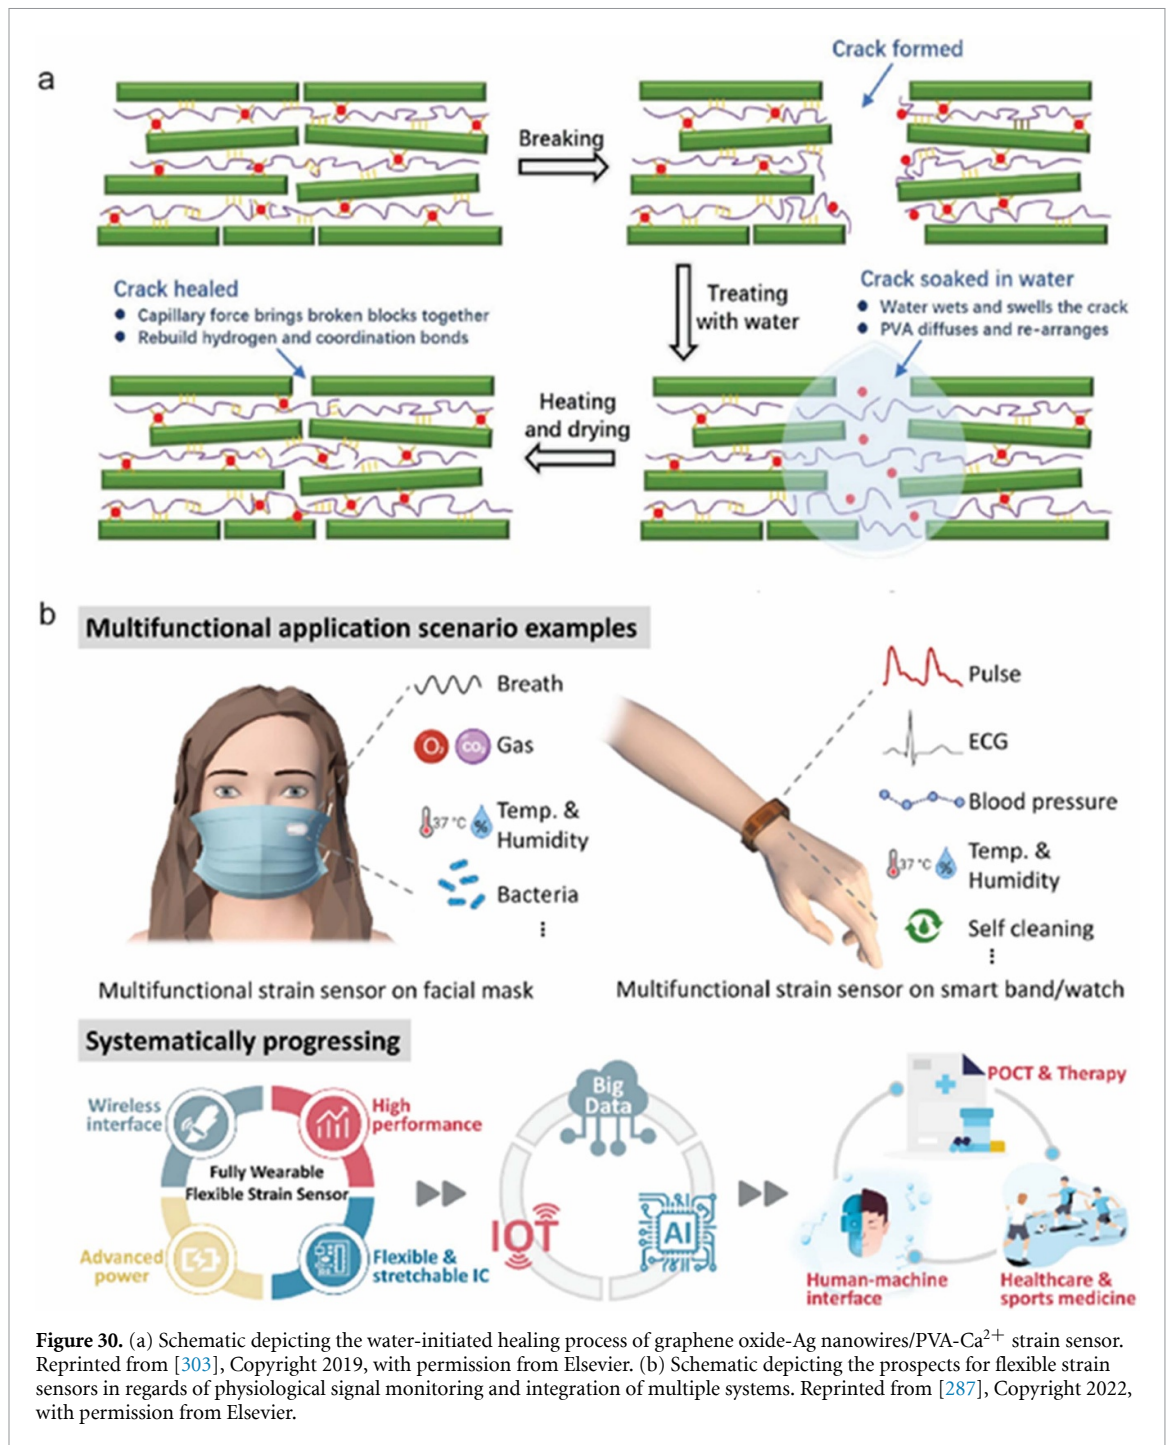 a
Crack formed
Breaking
Crack healed
● Capillary force brings broken blocks together
● Rebuild hydrogen and coordination bonds
Treating
with water
Crack soaked in water
● Water wets and swells the crack
● PVA diffuses and re-arranges
Heating
and drying
b
Multifunctional application scenario examples
Breath
O₂ CO₂ Gas
37 °C % Temp. &
Humidity
Bacteria
Pulse
ECG
Blood pressure
37 °C % Temp. &
Humidity
Self cleaning
Multifunctional strain sensor on facial mask
Multifunctional strain sensor on smart band/watch
Systematically progressing
Wireless
interface
High
performance
Fully Wearable
Flexible Strain Sensor
Advanced
power
Flexible &
stretchable IC
Big
Data
IOT
AI
POCT & Therapy
Human-machine
interface
Healthcare &
sports medicine
Figure 30. (a) Schematic depicting the water-initiated healing process of graphene oxide-Ag nanowires/PVA-Ca²⁺ strain sensor.
Reprinted from [303], Copyright 2019, with permission from Elsevier. (b) Schematic depicting the prospects for flexible strain
sensors in regards of physiological signal monitoring and integration of multiple systems. Reprinted from [287], Copyright 2022,
with permission from Elsevier.